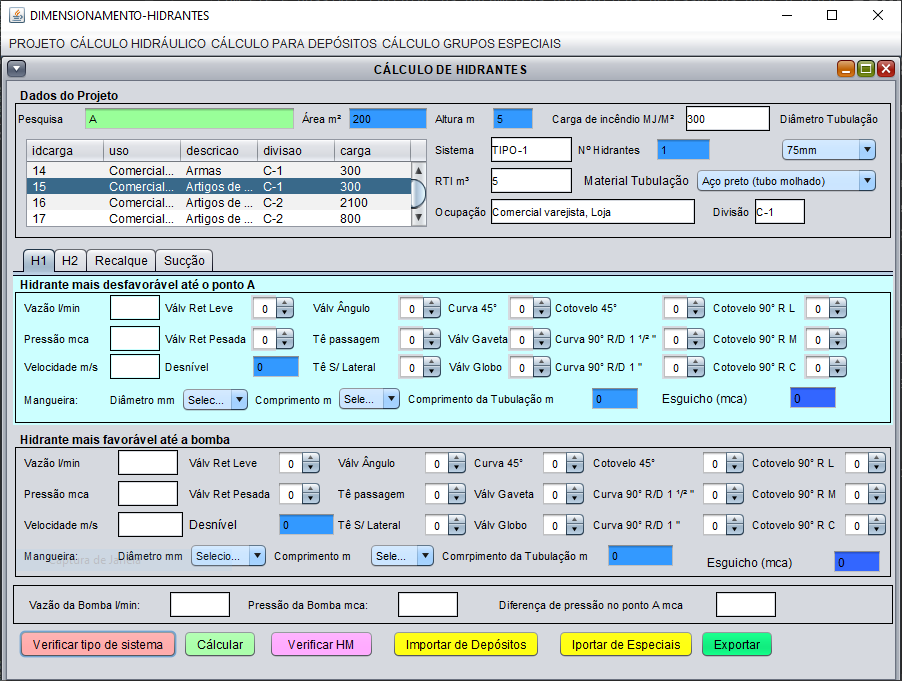 DIMENSIONAMENTO-HIDRANTES
PROJETO CÁLCULO HIDRÁULICO CÁLCULO PARA DEPÓSITOS CÁLCULO GRUPOS ESPECIAIS
CÁLCULO DE HIDRANTES
Dados do Projeto
Pesquisa A Área m² 200 Altura m 5 Carga de incêndio MJ/M² 300 Diâmetro Tubulação
idcarga uso descricao divisao carga
14 Comercial... Armas C-1 300
15 Comercial... Artigos de ... C-1 300
16 Comercial... Artigos de ... C-2 2100
17 Comercial... Artigos de ... C-2 800
Sistema TIPO-1 Nº Hidrantes 1 75mm
RTI m³ 5 Material Tubulação Aço preto (tubo molhado)
Ocupação Comercial varejista, Loja Divisão C-1
H1 H2 Recalque Sucção
Hidrante mais desfavorável até o ponto A
Vazão l/min Válv Ret Leve 0 Válv Ângulo 0 Curva 45° 0 Cotovelo 45° 0 Cotovelo 90° R L 0
Pressão mca Válv Ret Pesada 0 Tê passagem 0 Válv Gaveta 0 Curva 90° R/D 1 ¹/² " 0 Cotovelo 90° R M 0
Velocidade m/s Desnível 0 Tê S/ Lateral 0 Válv Globo 0 Curva 90° R/D 1 " 0 Cotovelo 90° R C 0
Mangueira: Diâmetro mm Selec... Comprimento m Sele... Comprimento da Tubulação m 0 Esguicho (mca) 0
Hidrante mais favorável até a bomba
Vazão l/min Válv Ret Leve 0 Válv Ângulo 0 Curva 45° 0 Cotovelo 45° 0 Cotovelo 90° R L 0
Pressão mca Válv Ret Pesada 0 Tê passagem 0 Válv Gaveta 0 Curva 90° R/D 1 ¹/² " 0 Cotovelo 90° R M 0
Velocidade m/s Desnível 0 Tê S/ Lateral 0 Válv Globo 0 Curva 90° R/D 1 " 0 Cotovelo 90° R C 0
Mangueira: Diâmetro mm Selecio... Comprimento m Sele... Comrpimento da Tubulação m 0 Esguicho (mca) 0
Captura de Janela
Vazão da Bomba l/min: Pressão da Bomba mca: Diferença de pressão no ponto A mca
Verificar tipo de sistema Cálcular Verificar HM Importar de Depósitos Iportar de Especiais Exportar